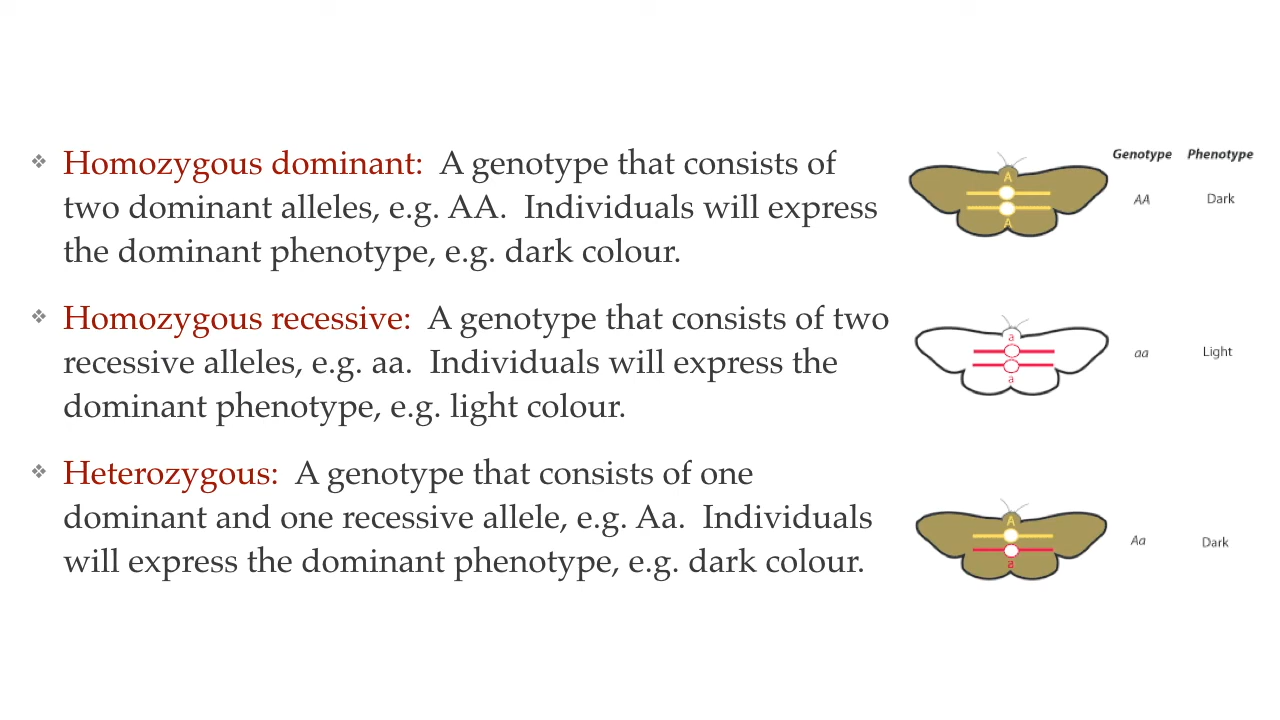 ❖ Homozygous dominant: A genotype that consists of
two dominant alleles, e.g. AA. Individuals will express
the dominant phenotype, e.g. dark colour.
❖ Homozygous recessive: A genotype that consists of two
recessive alleles, e.g. aa. Individuals will express the
dominant phenotype, e.g. light colour.
❖ Heterozygous: A genotype that consists of one
dominant and one recessive allele, e.g. Aa. Individuals
will express the dominant phenotype, e.g. dark colour.
Genotype Phenotype
A
A
AA Dark
a
a
aa Light
A
a
Aa Dark